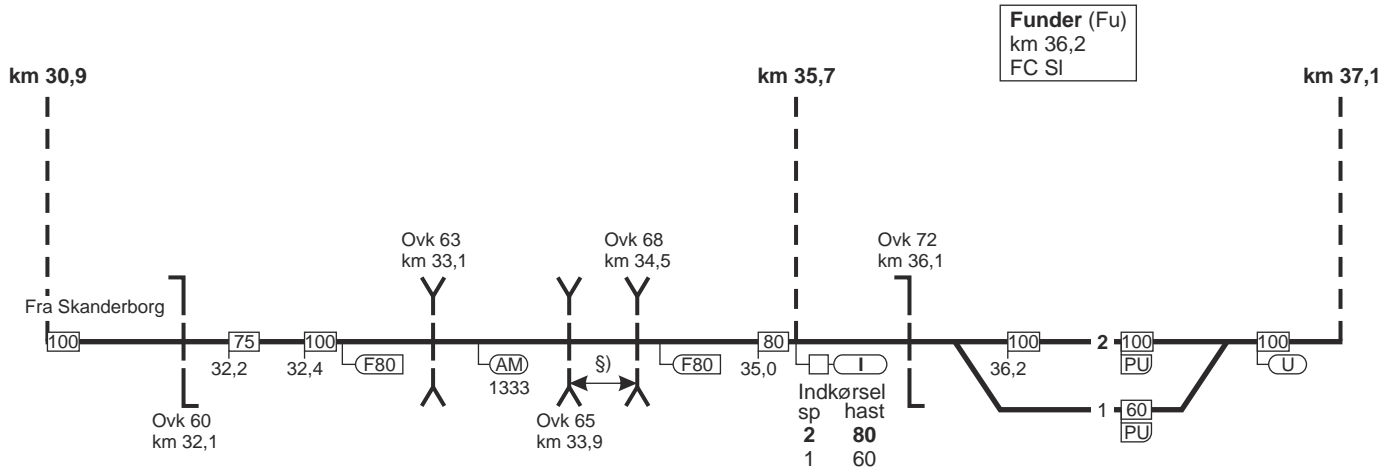 Funder (Fu)
km 36,2
FC Sl
km 30,9
km 35,7
km 37,1
Ovk 63
km 33,1
Ovk 68
km 34,5
Ovk 72
km 36,1
Fra Skanderborg
100
75
100
F80
AM
§)
F80
80
I
100
2
100
100
32,2
32,4
1333
35,0
36,2
PU
U
Ovk 60
km 32,1
Ovk 65
km 33,9
Indkørsel
sp hast
2 80
1 60
1
60
PU